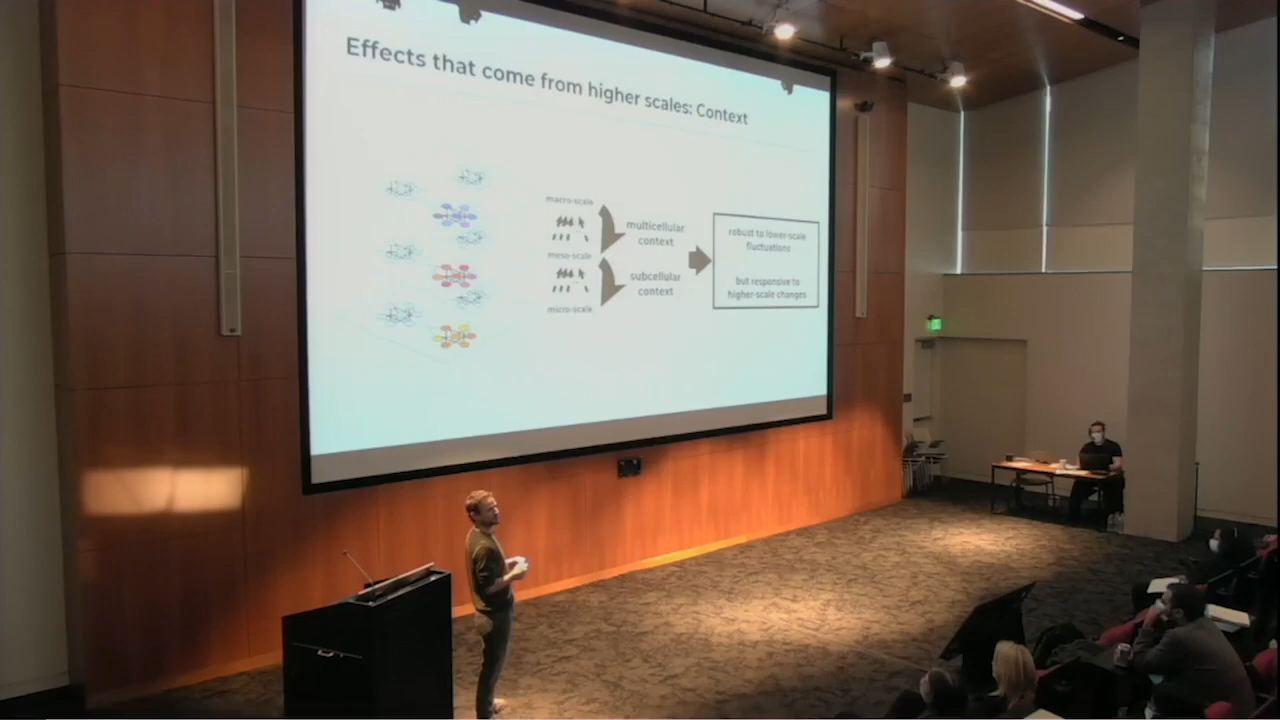 Effects that come from higher scales: Context
macro-scale
multicellular
context
meso-scale
subcellular
context
micro-scale
robust to lower-scale
fluctuations
but responsive to
higher-scale changes